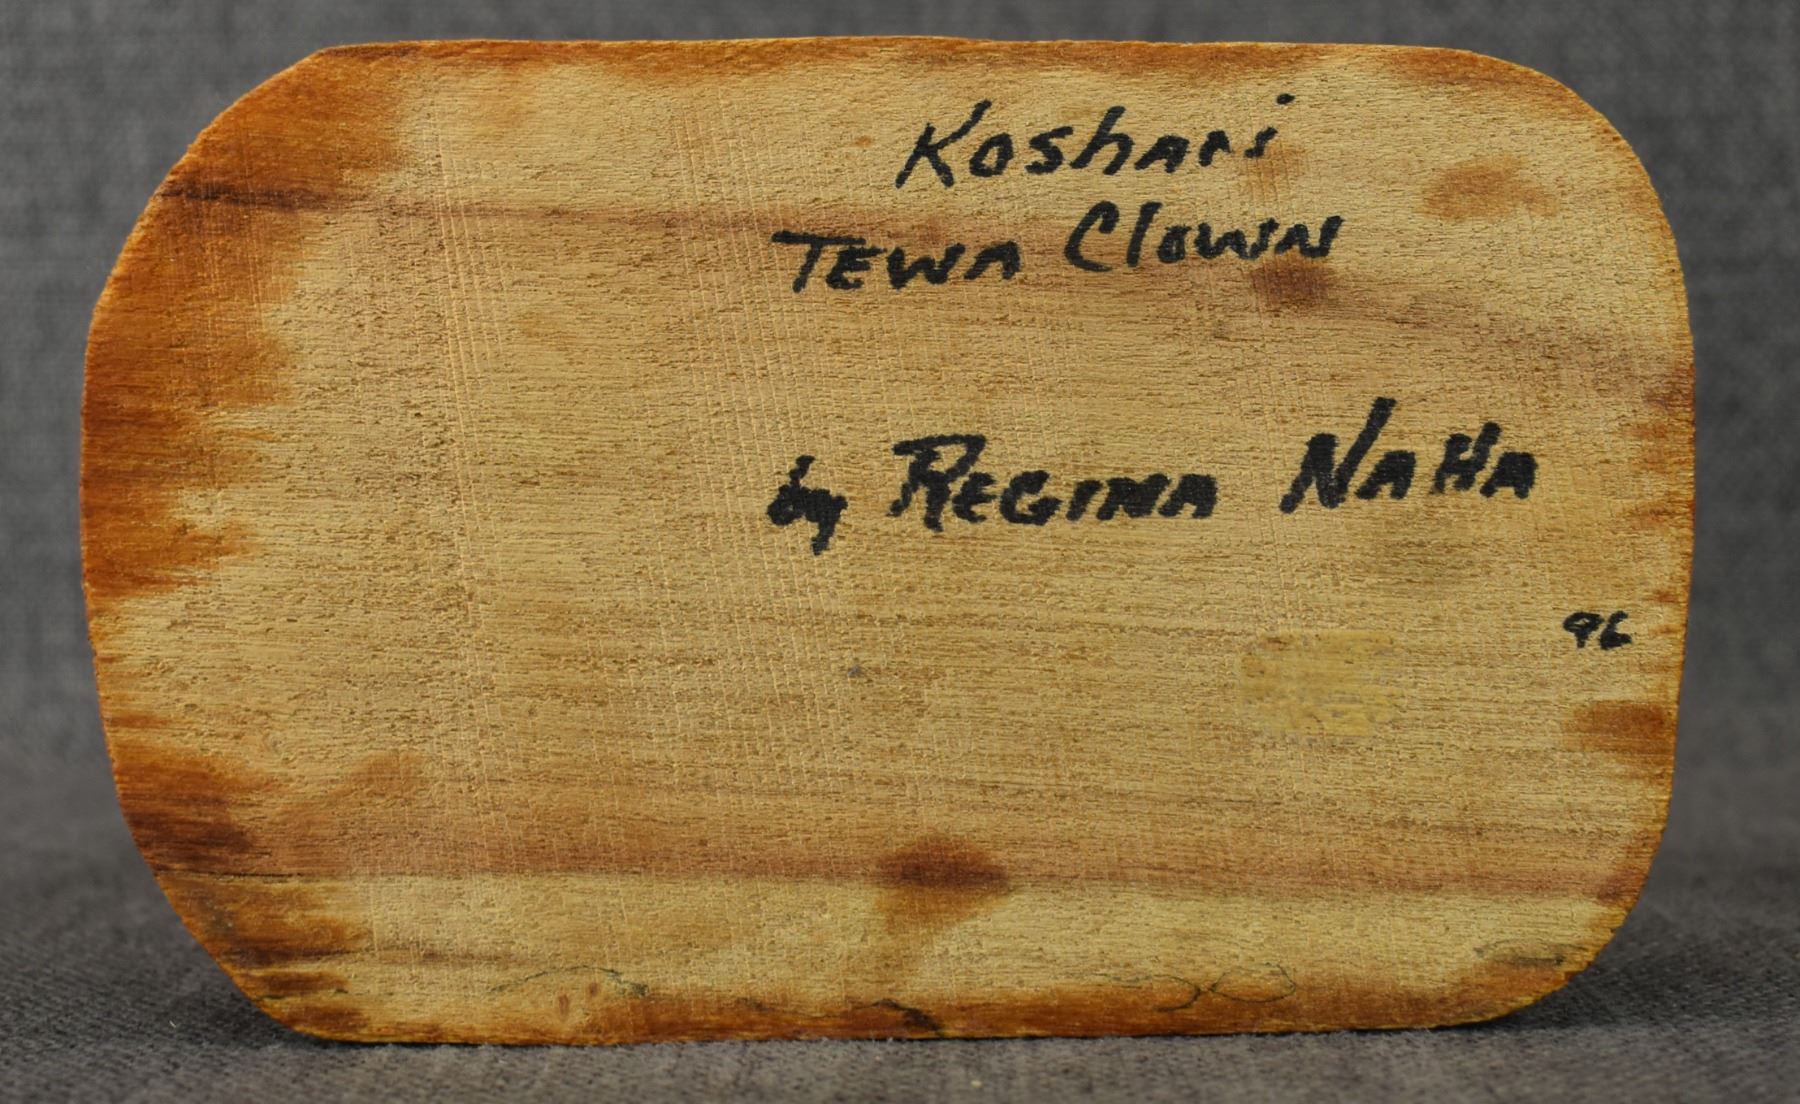 Koshari
TEWA Clown
by REGINA NAHA
96